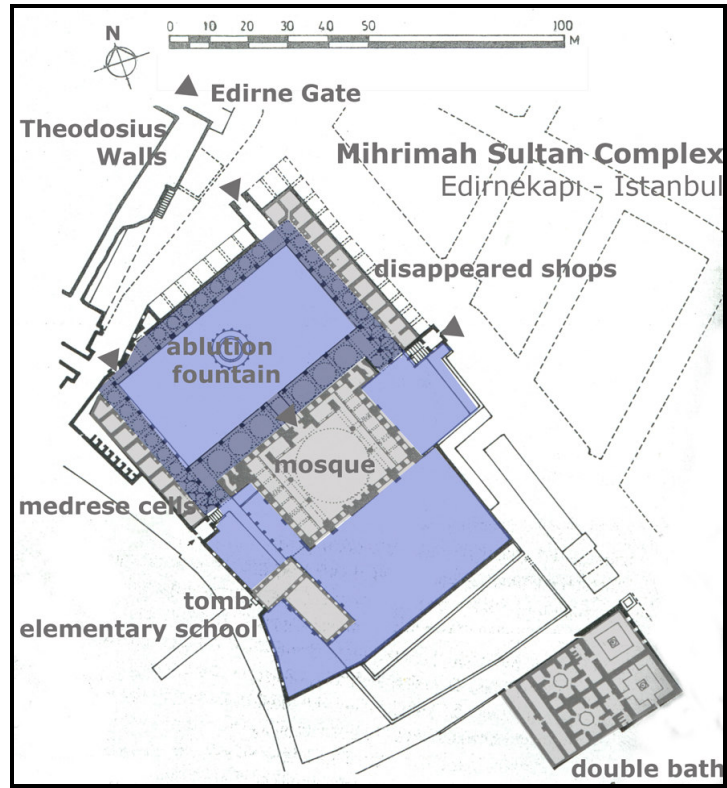 0 10 20 30 40 50 100
M
N
Edirne Gate
Theodosius
Walls
Mihrimah Sultan Complex
Edirnekapı - Istanbul
disappeared shops
ablution
fountain
mosque
medrese cells
tomb
elementary school
double bath